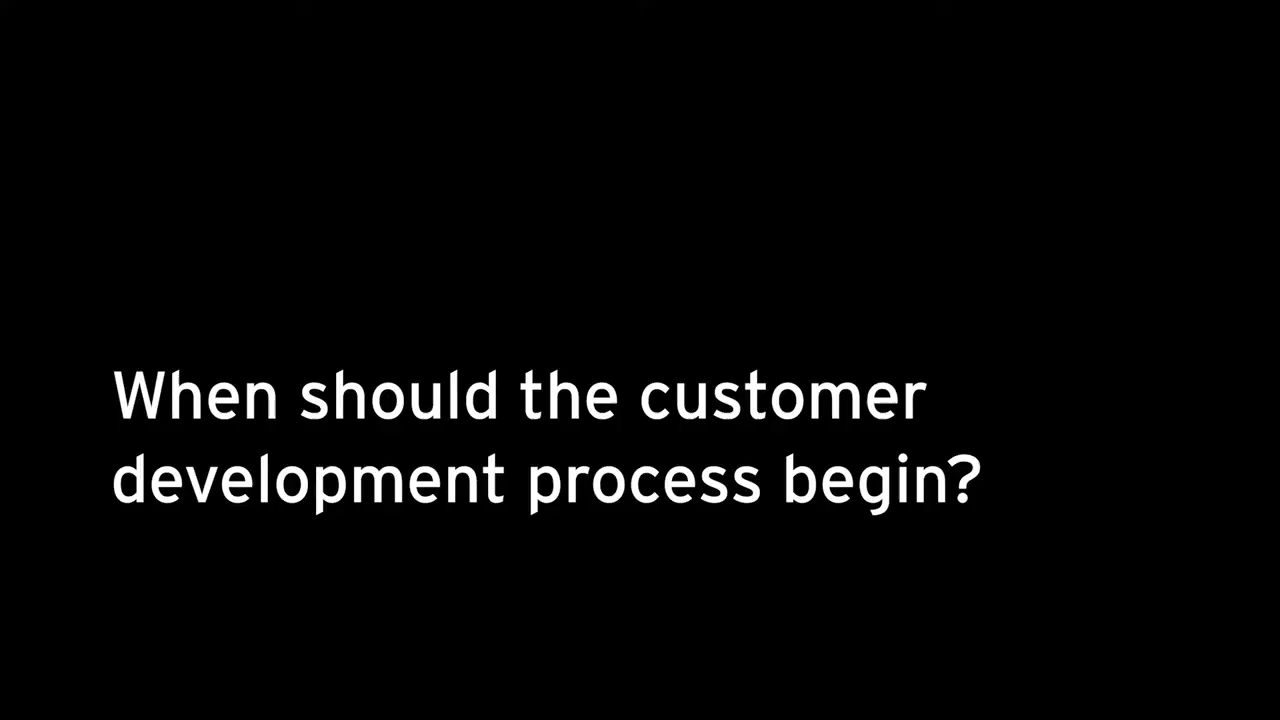 When should the customer
development process begin?